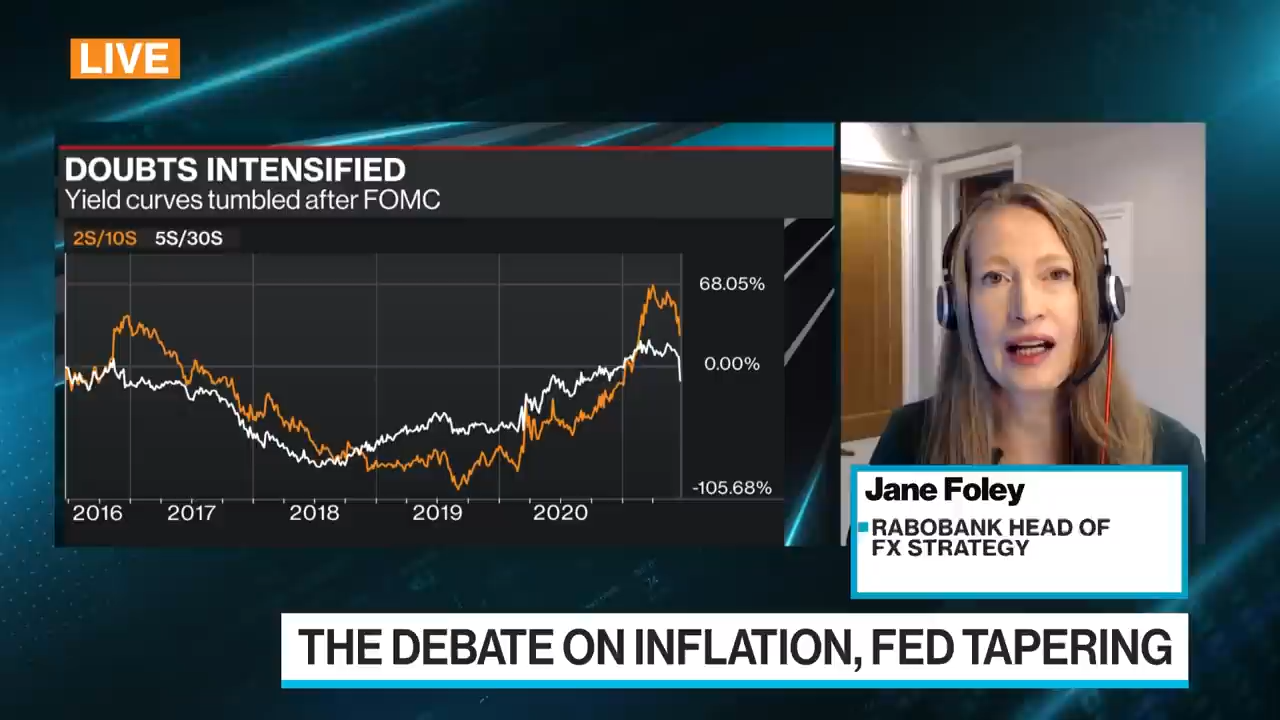 LIVE
DOUBTS INTENSIFIED
Yield curves tumbled after FOMC
2S/10S 5S/30S
68.05%
0.00%
-105.68%
2016 2017 2018 2019 2020
Jane Foley
RABOBANK HEAD OF
FX STRATEGY
THE DEBATE ON INFLATION, FED TAPERING